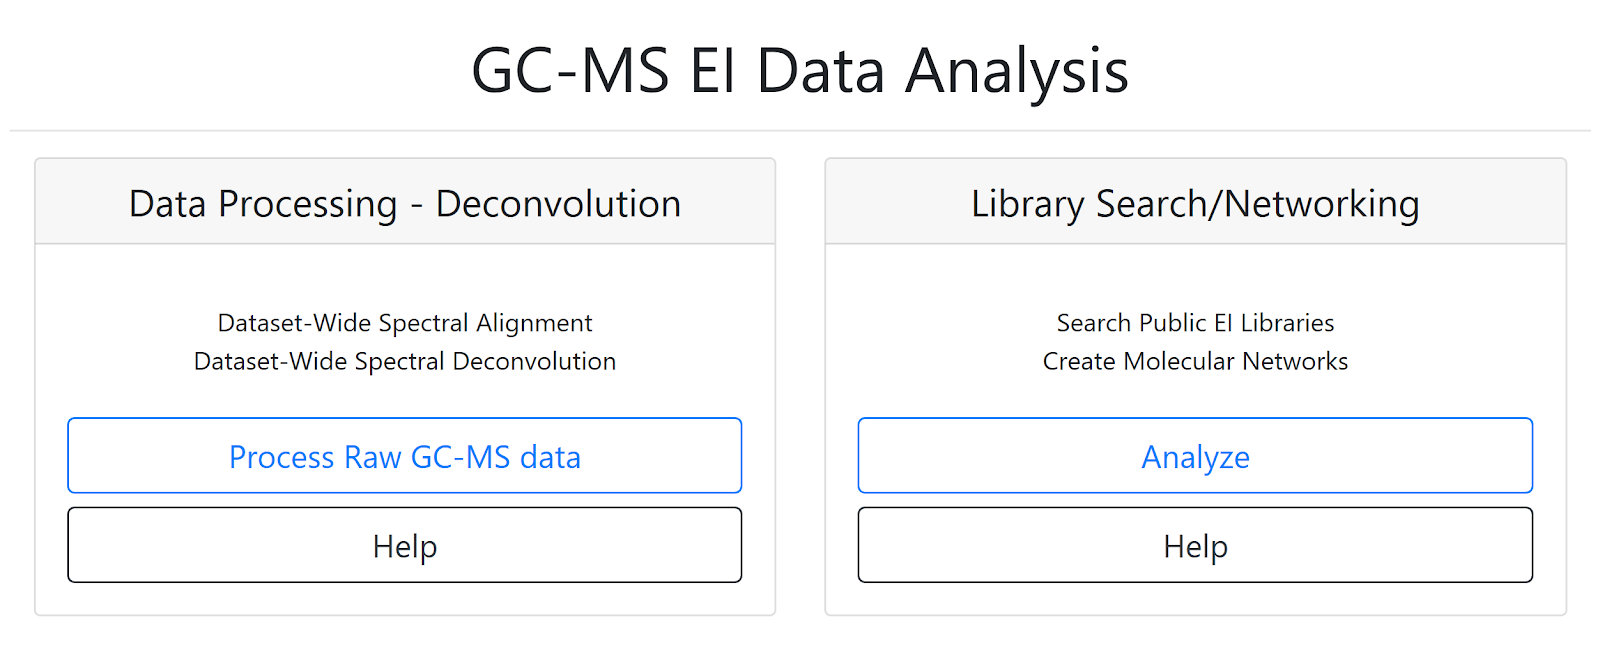 GC-MS EI Data Analysis
Data Processing - Deconvolution
Dataset-Wide Spectral Alignment
Dataset-Wide Spectral Deconvolution
Process Raw GC-MS data
Help
Library Search/Networking
Search Public EI Libraries
Create Molecular Networks
Analyze
Help